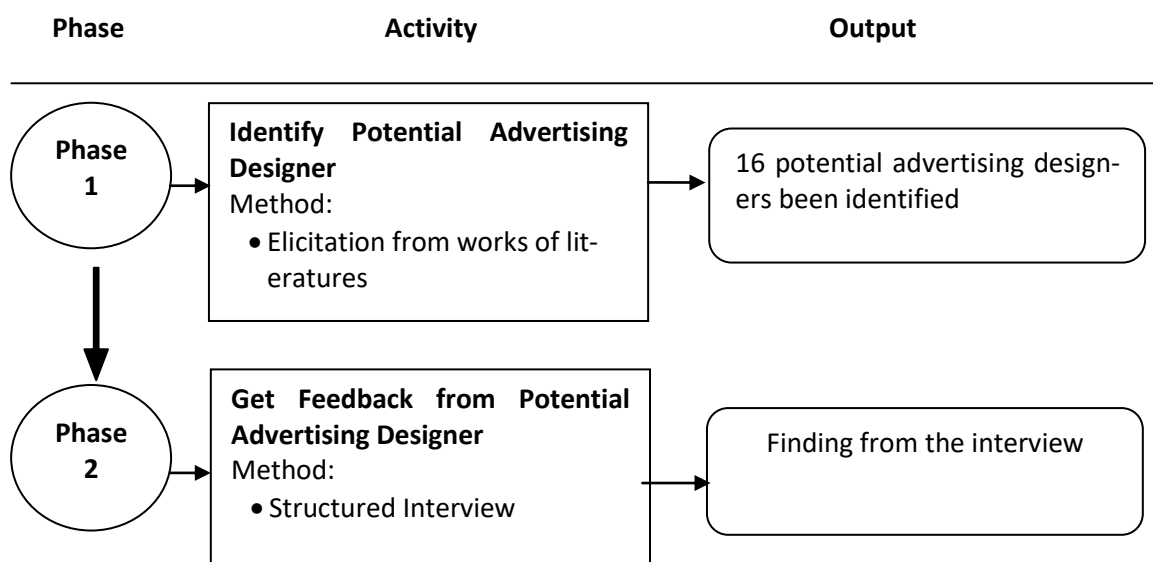 Phase Activity Output
Phase
1
Identify Potential Advertising
Designer
Method:
• Elicitation from works of lit-
eratures
16 potential advertising design-
ers been identified
Phase
2
Get Feedback from Potential
Advertising Designer
Method:
• Structured Interview
Finding from the interview